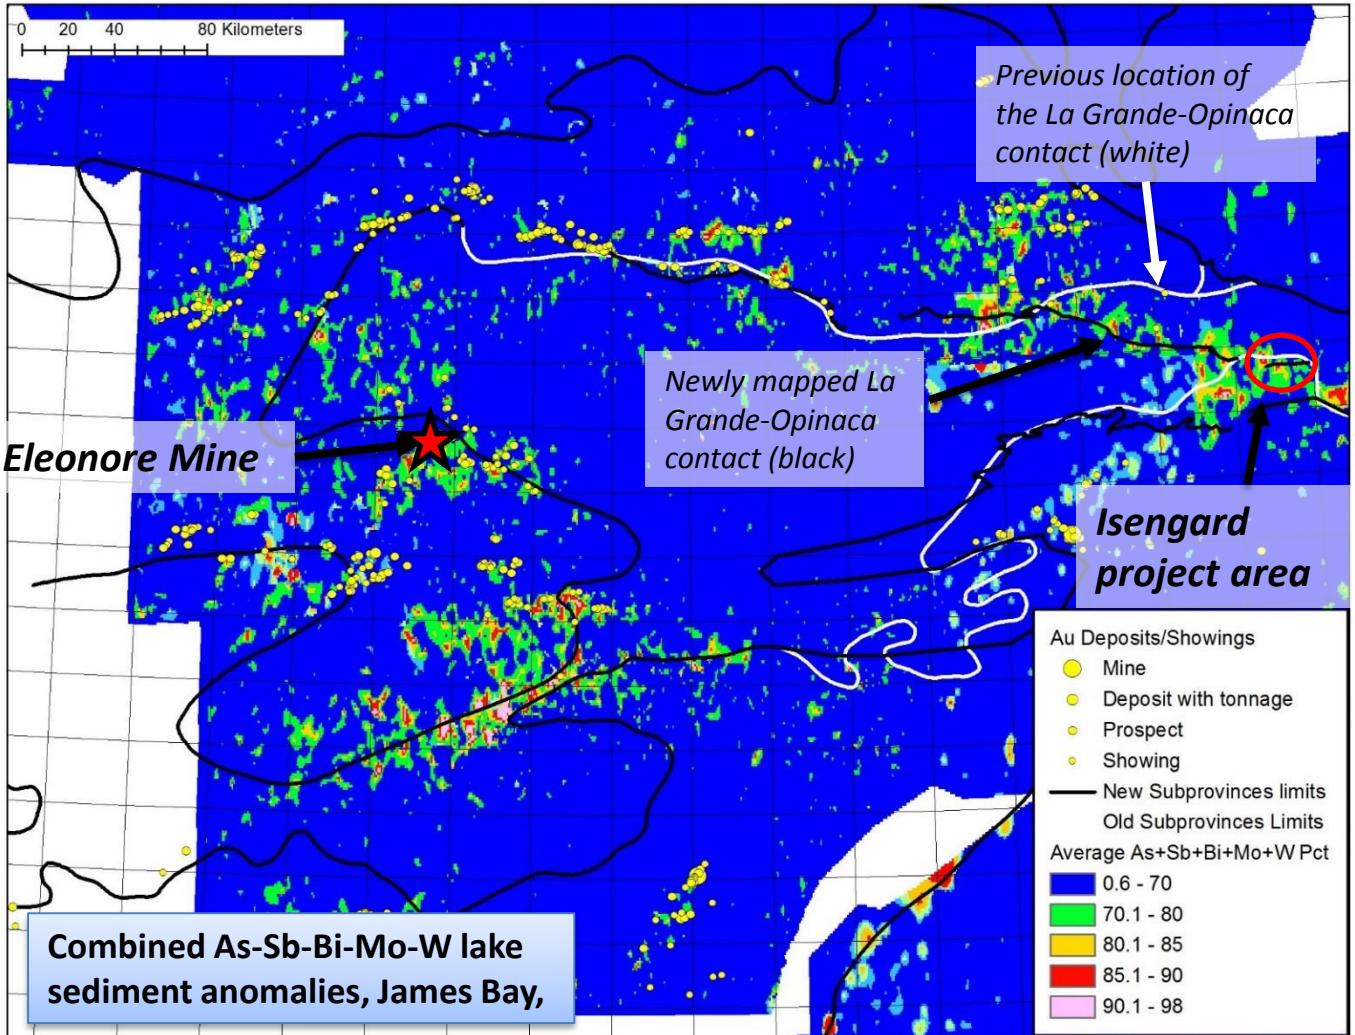 0 20 40 80 Kilometers
Previous location of
the La Grande-Opinaca
contact (white)
Newly mapped La
Grande-Opinaca
contact (black)
Eleonore Mine
Isengard
project area
Au Deposits/Showings
Mine
Deposit with tonnage
Prospect
Showing
New Subprovinces limits
Old Subprovinces Limits
Average As+Sb+Bi+Mo+W Pct
0.6 - 70
70.1 - 80
80.1 - 85
85.1 - 90
90.1 - 98
Combined As-Sb-Bi-Mo-W lake
sediment anomalies, James Bay,